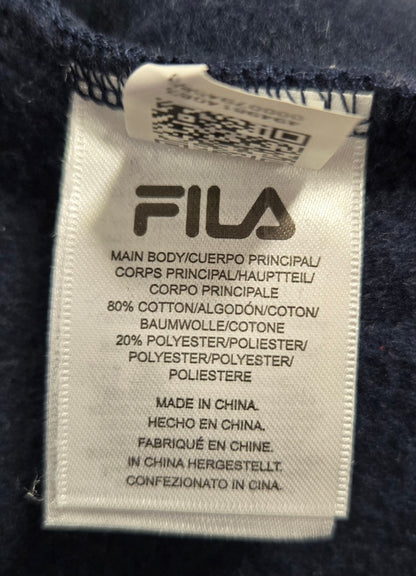 FILA
MAIN BODY/CUERPO PRINCIPAL/
CORPS PRINCIPAL/HAUPTTEIL/
CORPO PRINCIPALE
80% COTTON/ALGODÓN/COTON/
BAUMWOLLE/COTONE
20% POLYESTER/POLIESTER/
POLYESTER/POLYESTER/
POLIESTERE
MADE IN CHINA.
HECHO EN CHINA.
FABRIQUÉ EN CHINE.
IN CHINA HERGESTELLT.
CONFEZIONATO IN CINA.